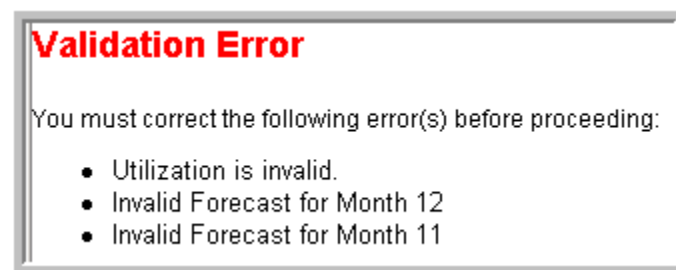 Validation Error
You must correct the following error(s) before proceeding:
Utilization is invalid.
Invalid Forecast for Month 12
Invalid Forecast for Month 11